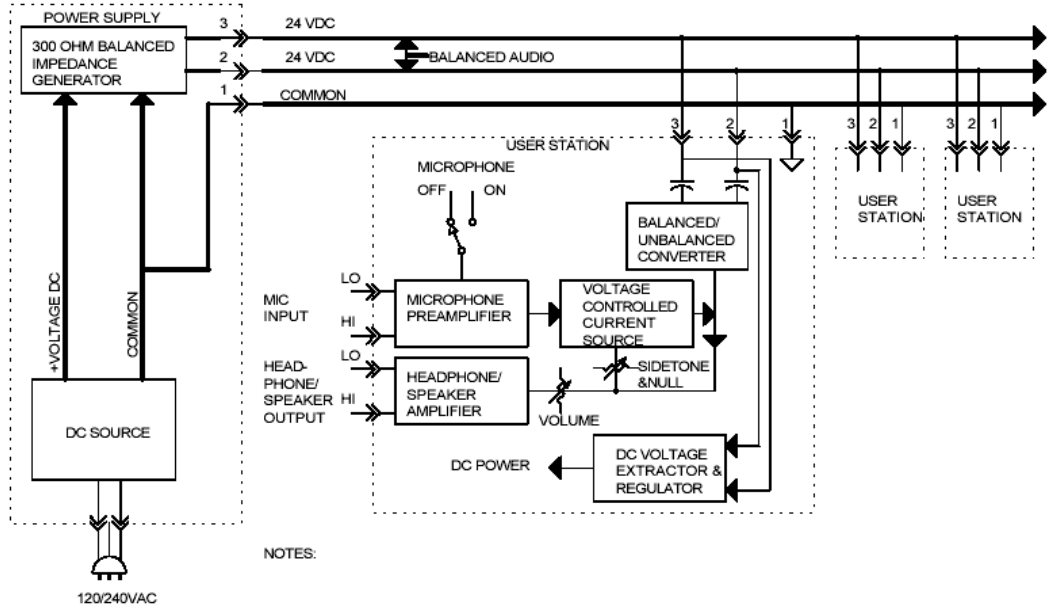 POWER SUPPLY
300 OHM BALANCED
IMPEDANCE
GENERATOR
3
24 VDC
2
24 VDC
BALANCED AUDIO
1
COMMON
+VOLTAGE DC
COMMON
DC SOURCE
120/240VAC
3
2
1
USER STATION
MICROPHONE
OFF
ON
BALANCED/
UNBALANCED
CONVERTER
MIC
INPUT
LO
HI
MICROPHONE
PREAMPLIFIER
VOLTAGE
CONTROLLED
CURRENT
SOURCE
HEAD-
PHONE/
SPEAKER
OUTPUT
LO
HI
HEADPHONE/
SPEAKER
AMPLIFIER
VOLUME
SIDETONE
&NULL
DC POWER
DC VOLTAGE
EXTRACTOR &
REGULATOR
3
2
1
USER
STATION
3
2
1
USER
STATION
NOTES: